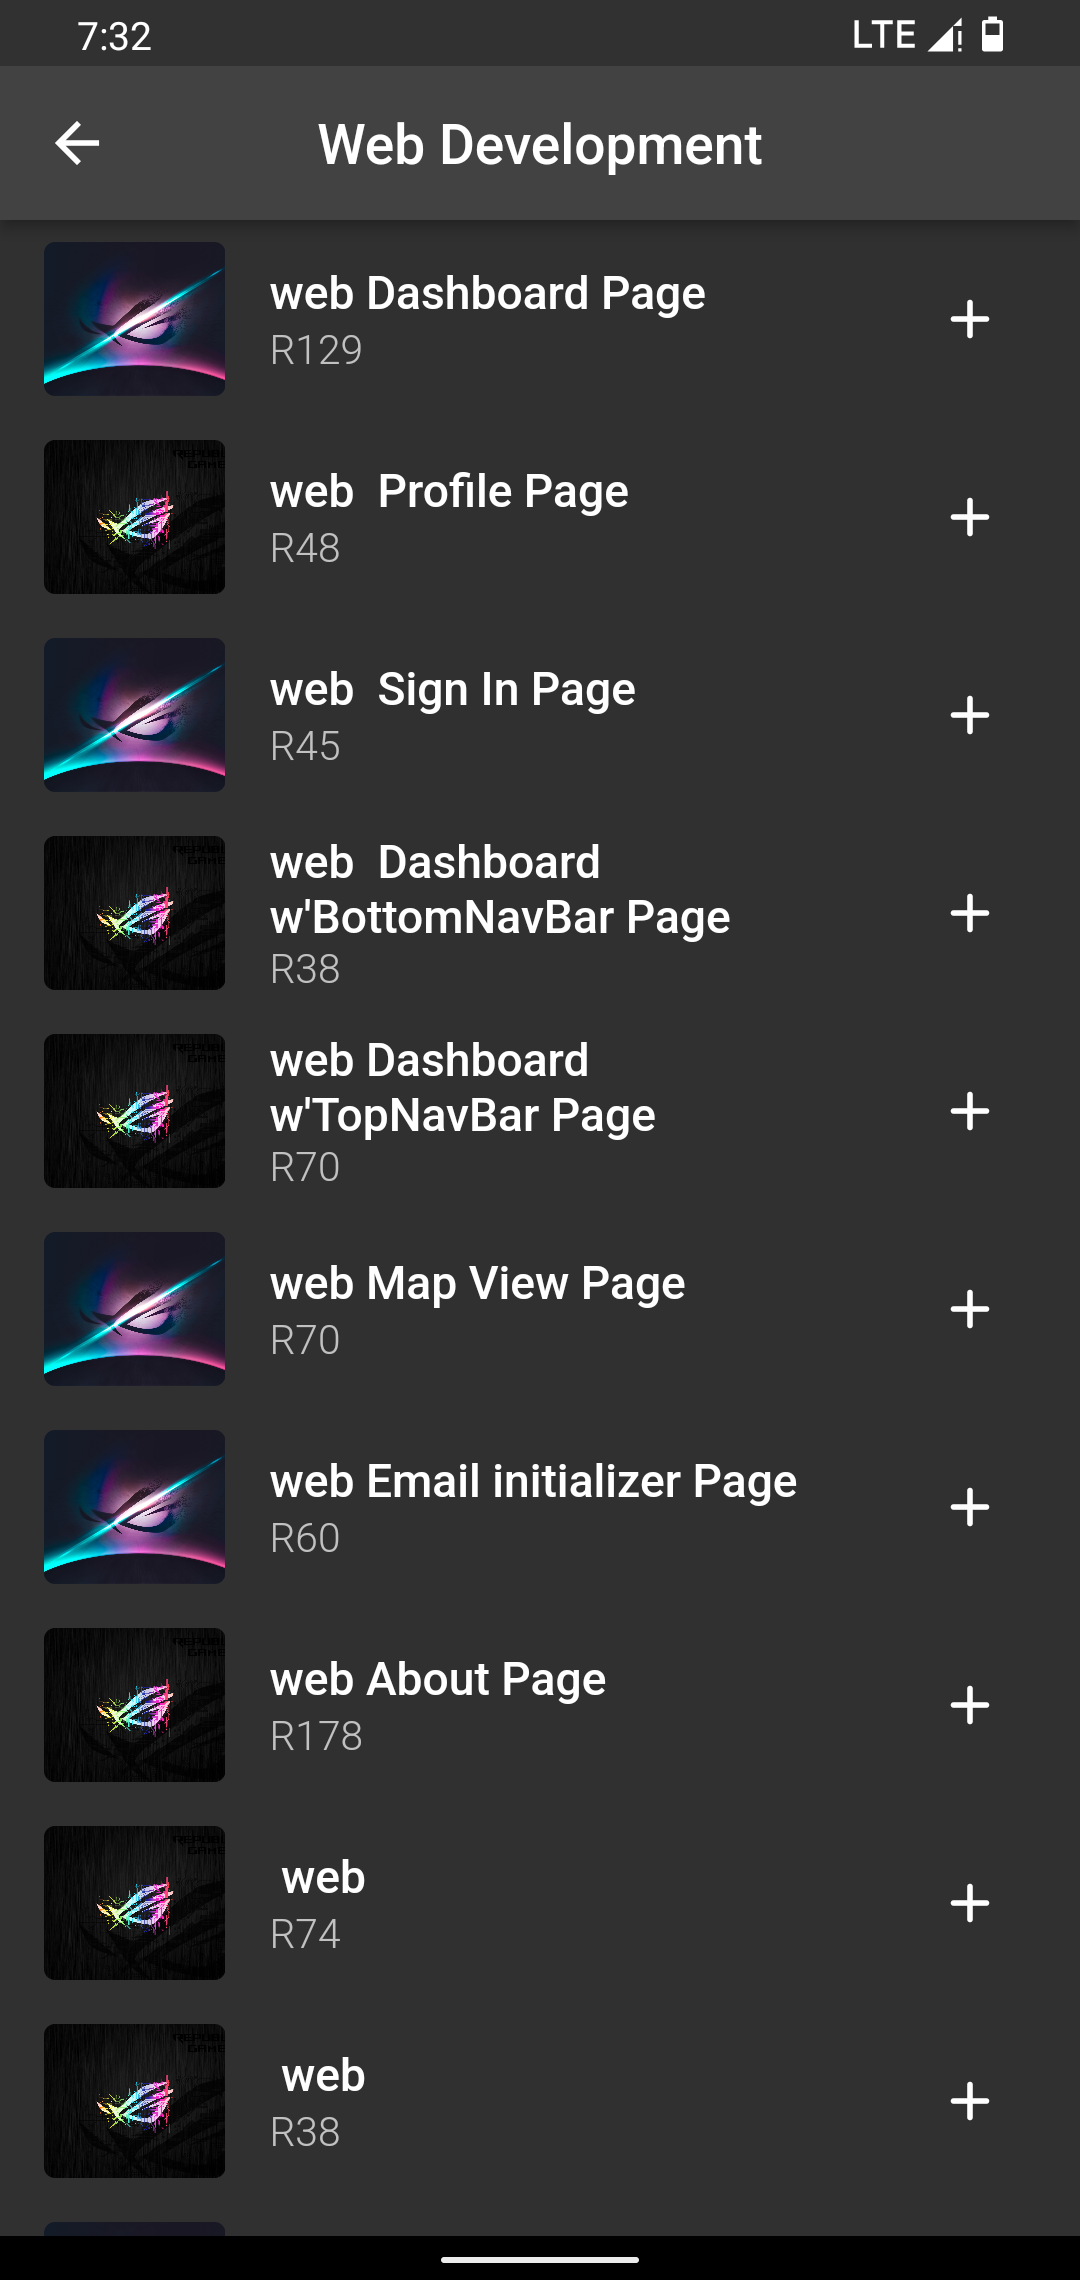 7:32
LTE
Web Development
web Dashboard Page
R129
web  Profile Page
R48
web  Sign In Page
R45
web  Dashboard
w'BottomNavBar Page
R38
web Dashboard
w'TopNavBar Page
R70
web Map View Page
R70
web Email initializer Page
R60
web About Page
R178
web
R74
web
R38